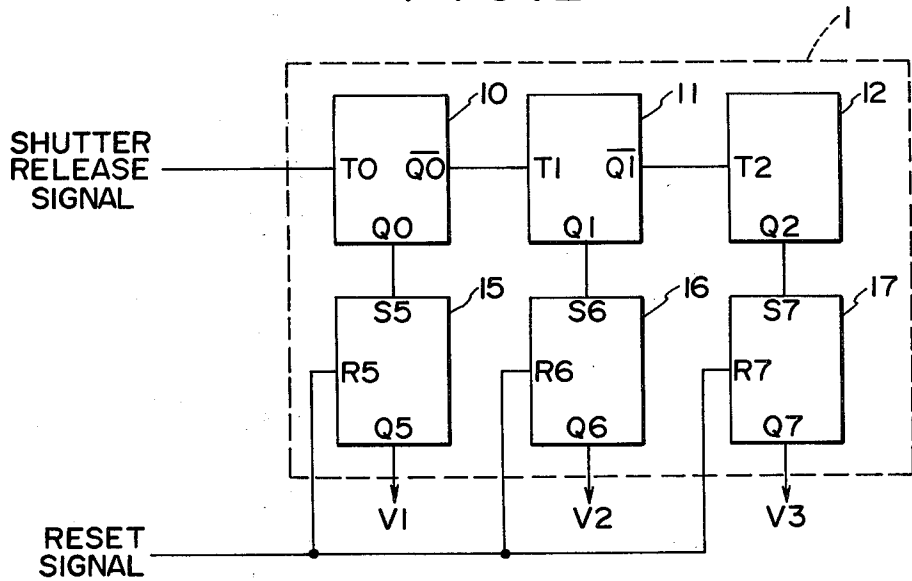 1
10
11
12
SHUTTER
RELEASE
SIGNAL
T0 Q̅0̅ T1 Q̅1̅ T2
Q0 Q1 Q2
15 16 17
S5 S6 S7
R5 R6 R7
Q5 Q6 Q7
V1 V2 V3
RESET
SIGNAL